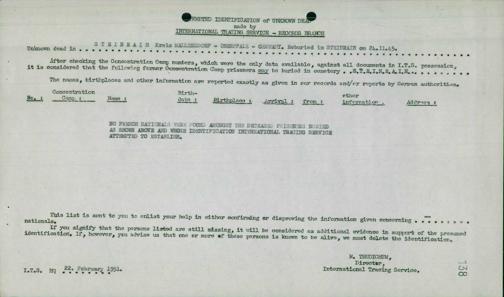 SUGGESTED IDENTIFICATION OF UNKNOWN DEAD
made by
INTERNATIONAL TRACING SERVICE - RECORDS BRANCH
Unknown dead in STEINRAIN Kreis MALLERSDORF - OBERPFALZ - GERMANY. Reburied in STEINRAIN on 24.11.45.
After checking the Concentration Camp numbers, which were the only data available, against all documents in I.T.S. possession,
it is considered that the following former Concentration Camp prisoners may be buried in cemetery ..S.T.E.I.N.R.A.I.N.......
The names, birthplaces and other information are reported exactly as given in our records and/or reports by German authorities.
No.: Concentration Camp: Name: Birth-date: Birthplace: Arrival: from: other information. Address:
NO FRENCH NATIONALS WERE FOUND AMONGST THE DECEASED PRISONERS BURIED
AS SHOWN ABOVE AND WHOSE IDENTIFICATION INTERNATIONAL TRACING SERVICE
ATTEMPTED TO ESTABLISH.
This list is sent to you to enlist your help in either confirming or disproving the information given concerning
nationals.
If you signify that the persons listed are still missing, it will be considered as additional evidence in support of the presumed
identification. If, however, you advise us that one or more of these persons is known to be alive, we must delete the identification.
N. THUDICHUM,
Director,
International Tracing Service.
138
I.T.S. 22. February 1951.